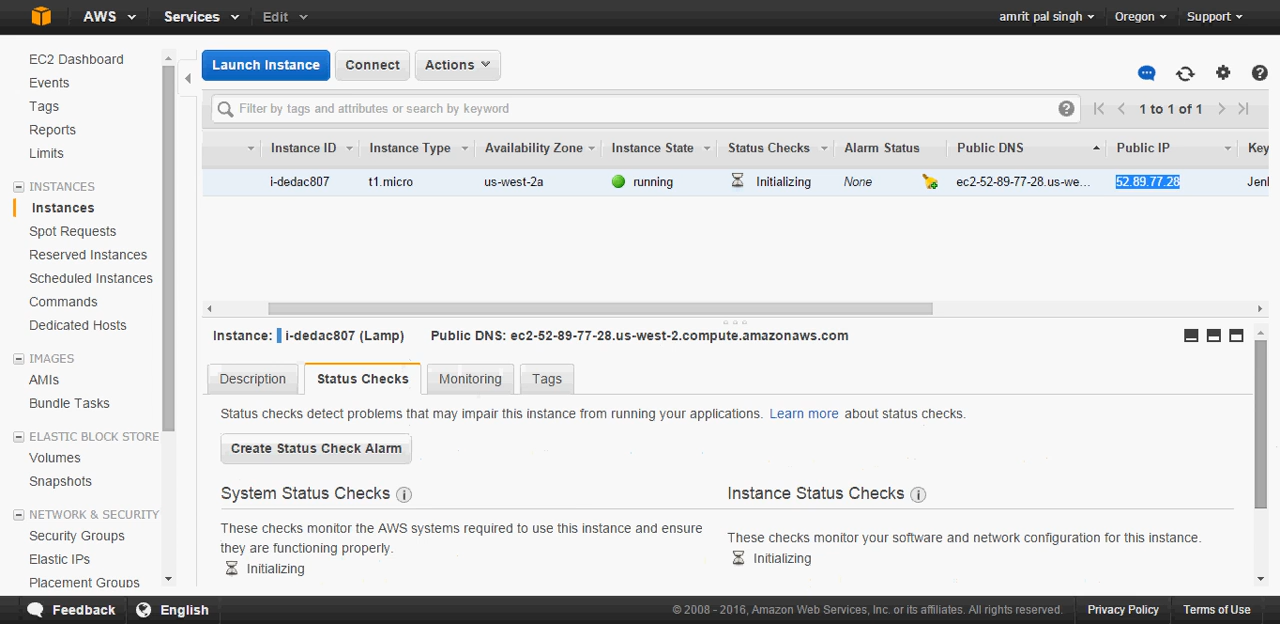 AWS Services Edit amrit pal singh Oregon Support
EC2 Dashboard
Events
Tags
Reports
Limits
INSTANCES
Instances
Spot Requests
Reserved Instances
Scheduled Instances
Commands
Dedicated Hosts
IMAGES
AMIs
Bundle Tasks
ELASTIC BLOCK STORE
Volumes
Snapshots
NETWORK & SECURITY
Security Groups
Elastic IPs
Placement Groups
Launch Instance Connect Actions
Filter by tags and attributes or search by keyword
1 to 1 of 1
Instance ID Instance Type Availability Zone Instance State Status Checks Alarm Status Public DNS Public IP Key
i-dedac807 t1.micro us-west-2a running Initializing None ec2-52-89-77-28.us-we... 52.89.77.28 Jenl
Instance: i-dedac807 (Lamp) Public DNS: ec2-52-89-77-28.us-west-2.compute.amazonaws.com
Description Status Checks Monitoring Tags
Status checks detect problems that may impair this instance from running your applications. Learn more about status checks.
Create Status Check Alarm
System Status Checks
These checks monitor the AWS systems required to use this instance and ensure
they are functioning properly.
Initializing
Instance Status Checks
These checks monitor your software and network configuration for this instance.
Initializing
Feedback English © 2008 - 2016, Amazon Web Services, Inc. or its affiliates. All rights reserved. Privacy Policy Terms of Use